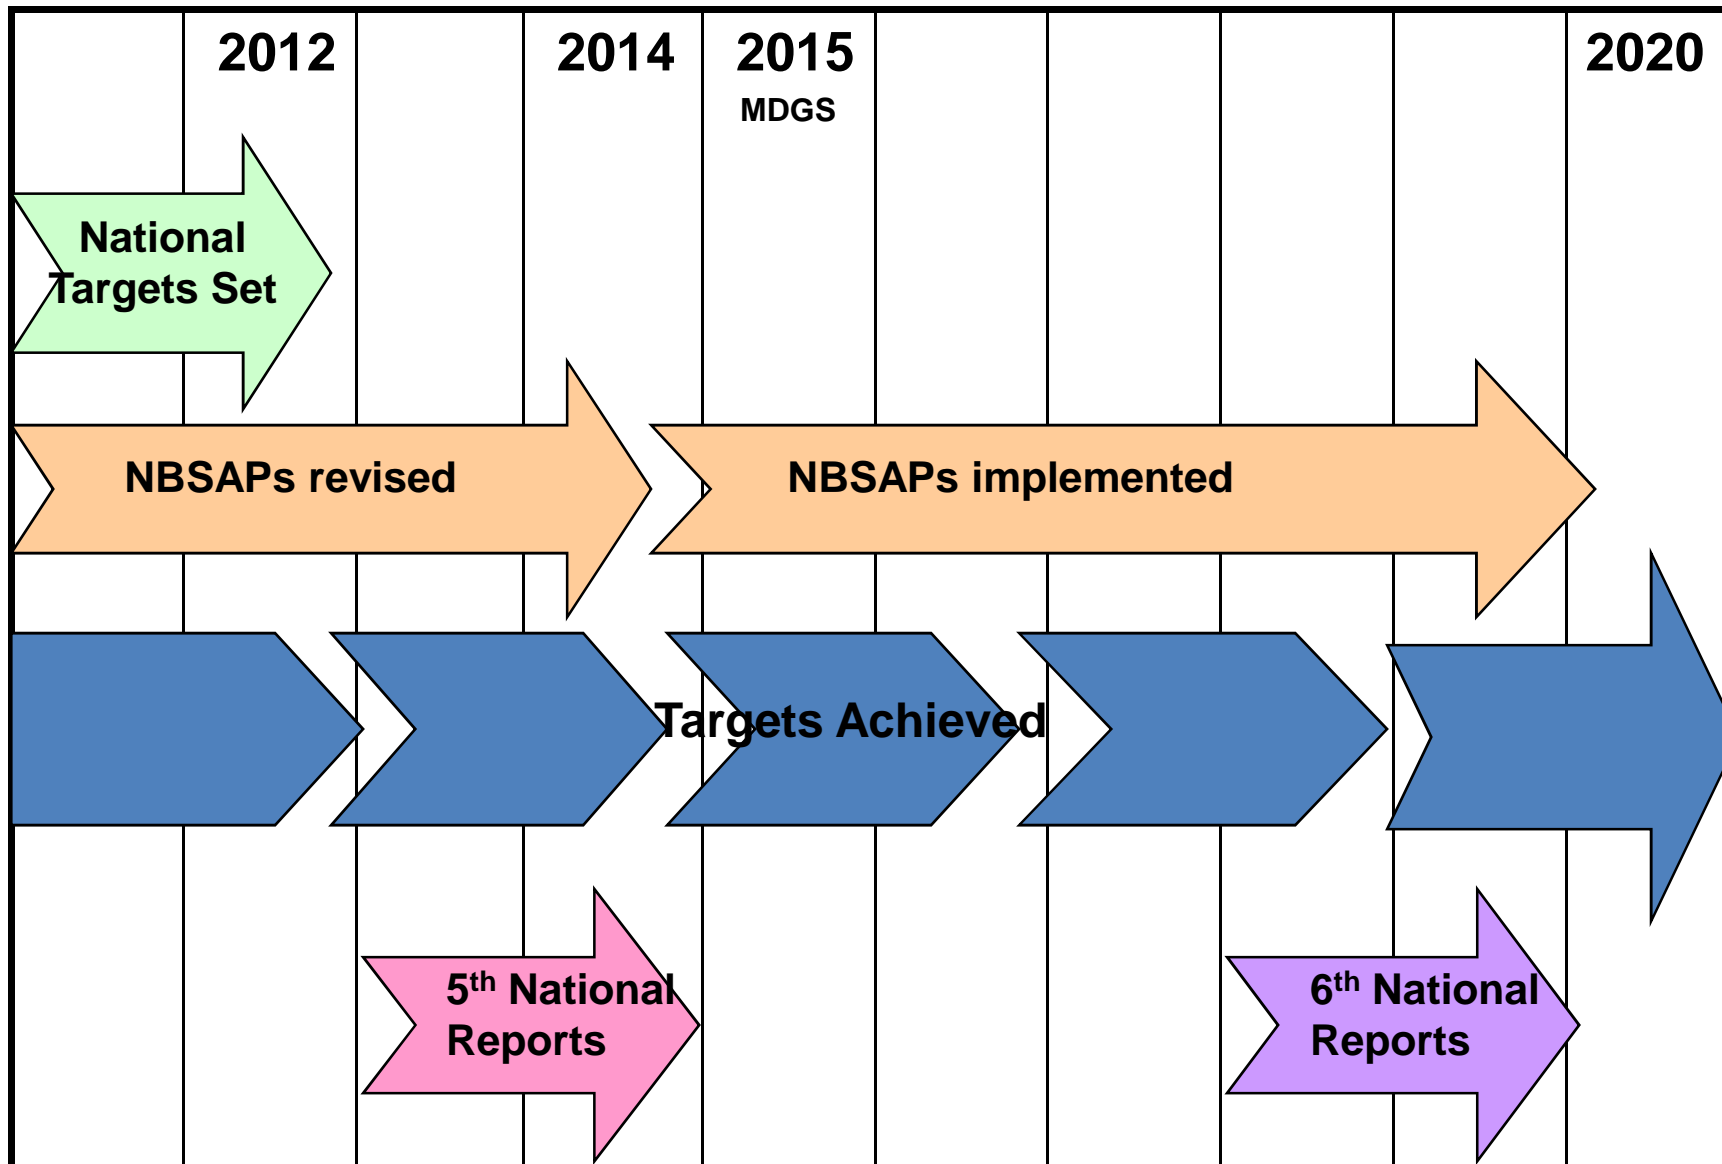 2012
2014
2015
2020
MDGS
National
Targets Set
NBSAPs revised
NBSAPs implemented
Targets Achieved
5th National
Reports
6th National
Reports